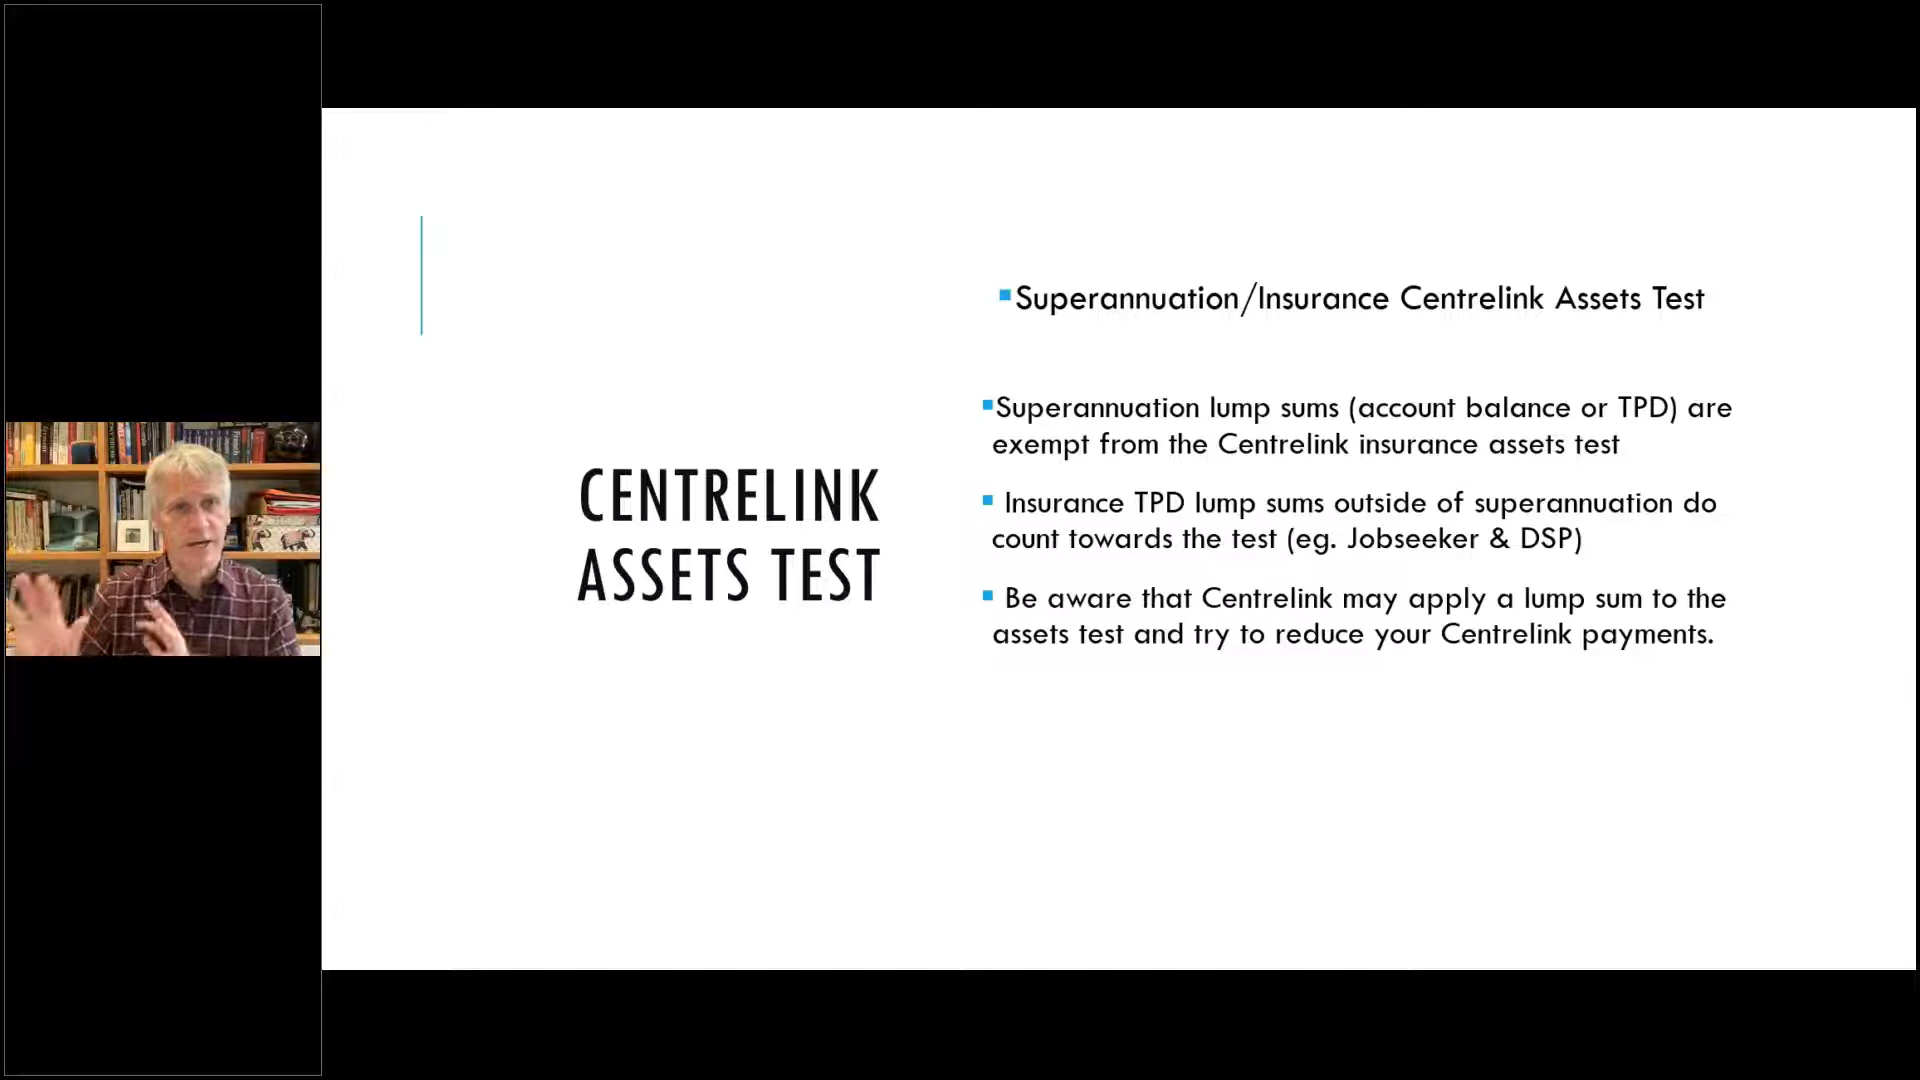 CENTRELINK
ASSETS TEST
▪Superannuation/Insurance Centrelink Assets Test
▪Superannuation lump sums (account balance or TPD) are
exempt from the Centrelink insurance assets test
▪ Insurance TPD lump sums outside of superannuation do
count towards the test (eg. Jobseeker & DSP)
▪ Be aware that Centrelink may apply a lump sum to the
assets test and try to reduce your Centrelink payments.